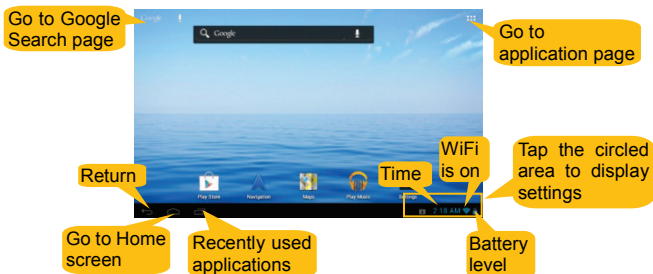 Go to Google
Search page
Google
Google
Go to
application page
WiFi
is on
Time
Tap the circled
area to display
settings
Return
Play Store
Navigation
Maps
Play Music
Settings
2:18 AM
Go to Home
screen
Recently used
applications
Battery
level